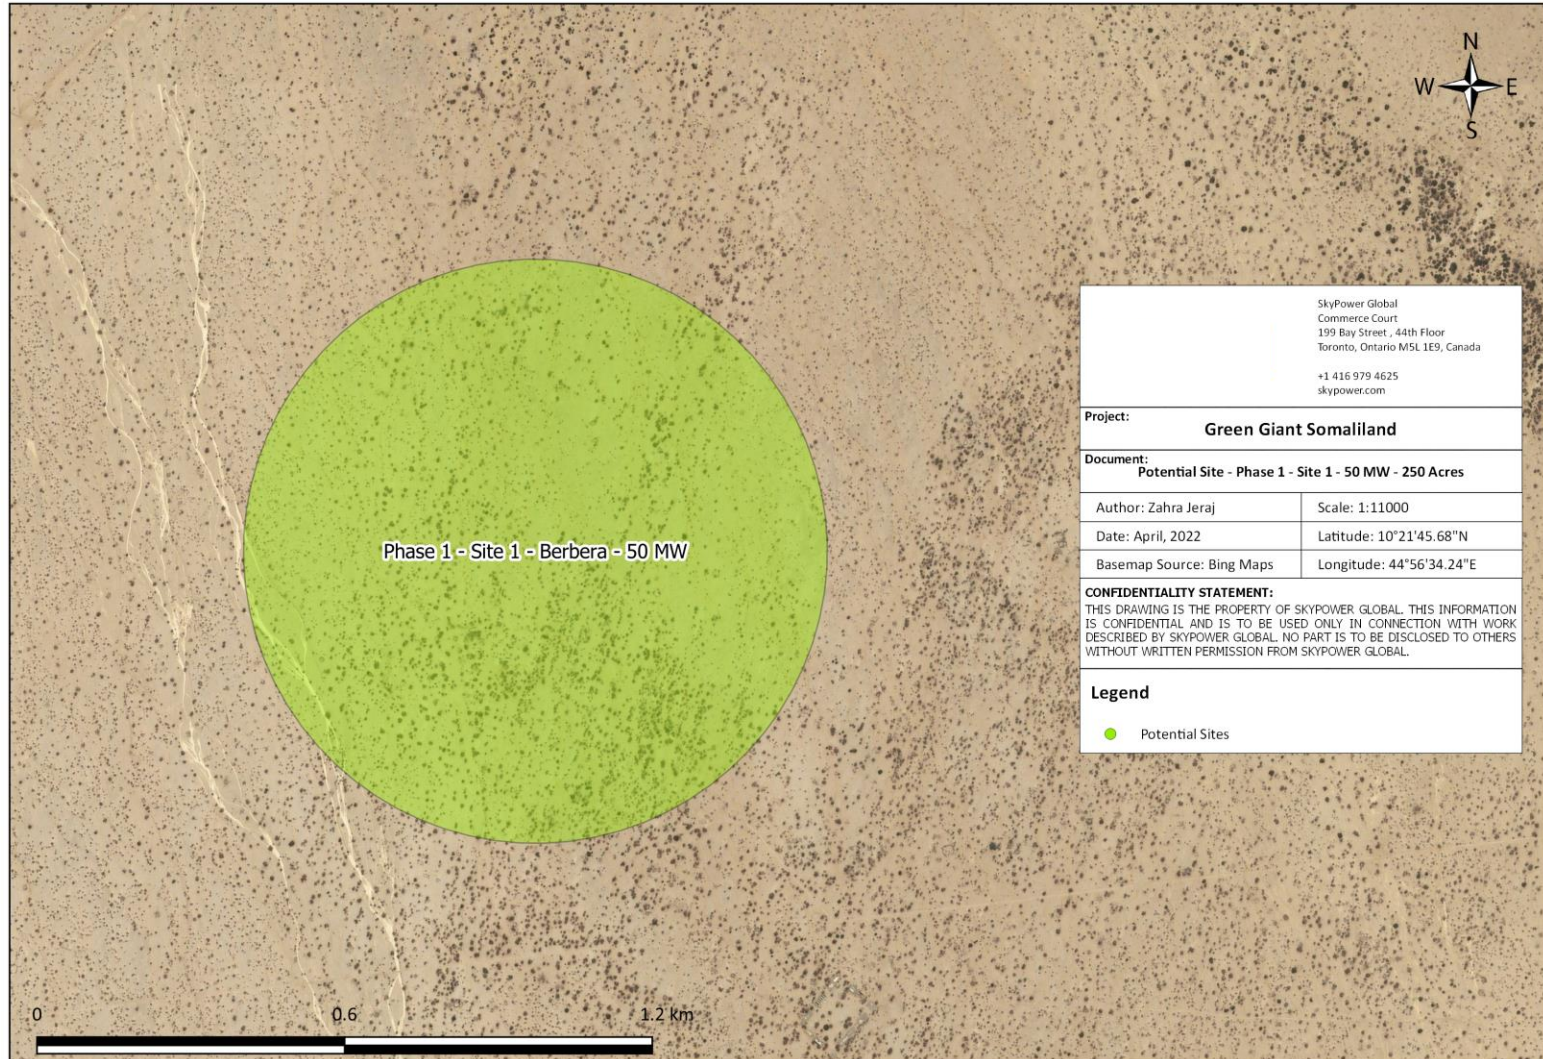 N
W E
S
SkyPower Global
Commerce Court
199 Bay Street , 44th Floor
Toronto, Ontario M5L 1E9, Canada
+1 416 979 4625
skypower.com
Project:
Green Giant Somaliland
Document:
Potential Site - Phase 1 - Site 1 - 50 MW - 250 Acres
Author: Zahra Jeraj
Scale: 1:11000
Date: April, 2022
Latitude: 10°21'45.68"N
Basemap Source: Bing Maps
Longitude: 44°56'34.24"E
CONFIDENTIALITY STATEMENT:
THIS DRAWING IS THE PROPERTY OF SKYPOWER GLOBAL. THIS INFORMATION
IS CONFIDENTIAL AND IS TO BE USED ONLY IN CONNECTION WITH WORK
DESCRIBED BY SKYPOWER GLOBAL. NO PART IS TO BE DISCLOSED TO OTHERS
WITHOUT WRITTEN PERMISSION FROM SKYPOWER GLOBAL.
Legend
Potential Sites
Phase 1 - Site 1 - Berbera - 50 MW
0 0.6 1.2 km